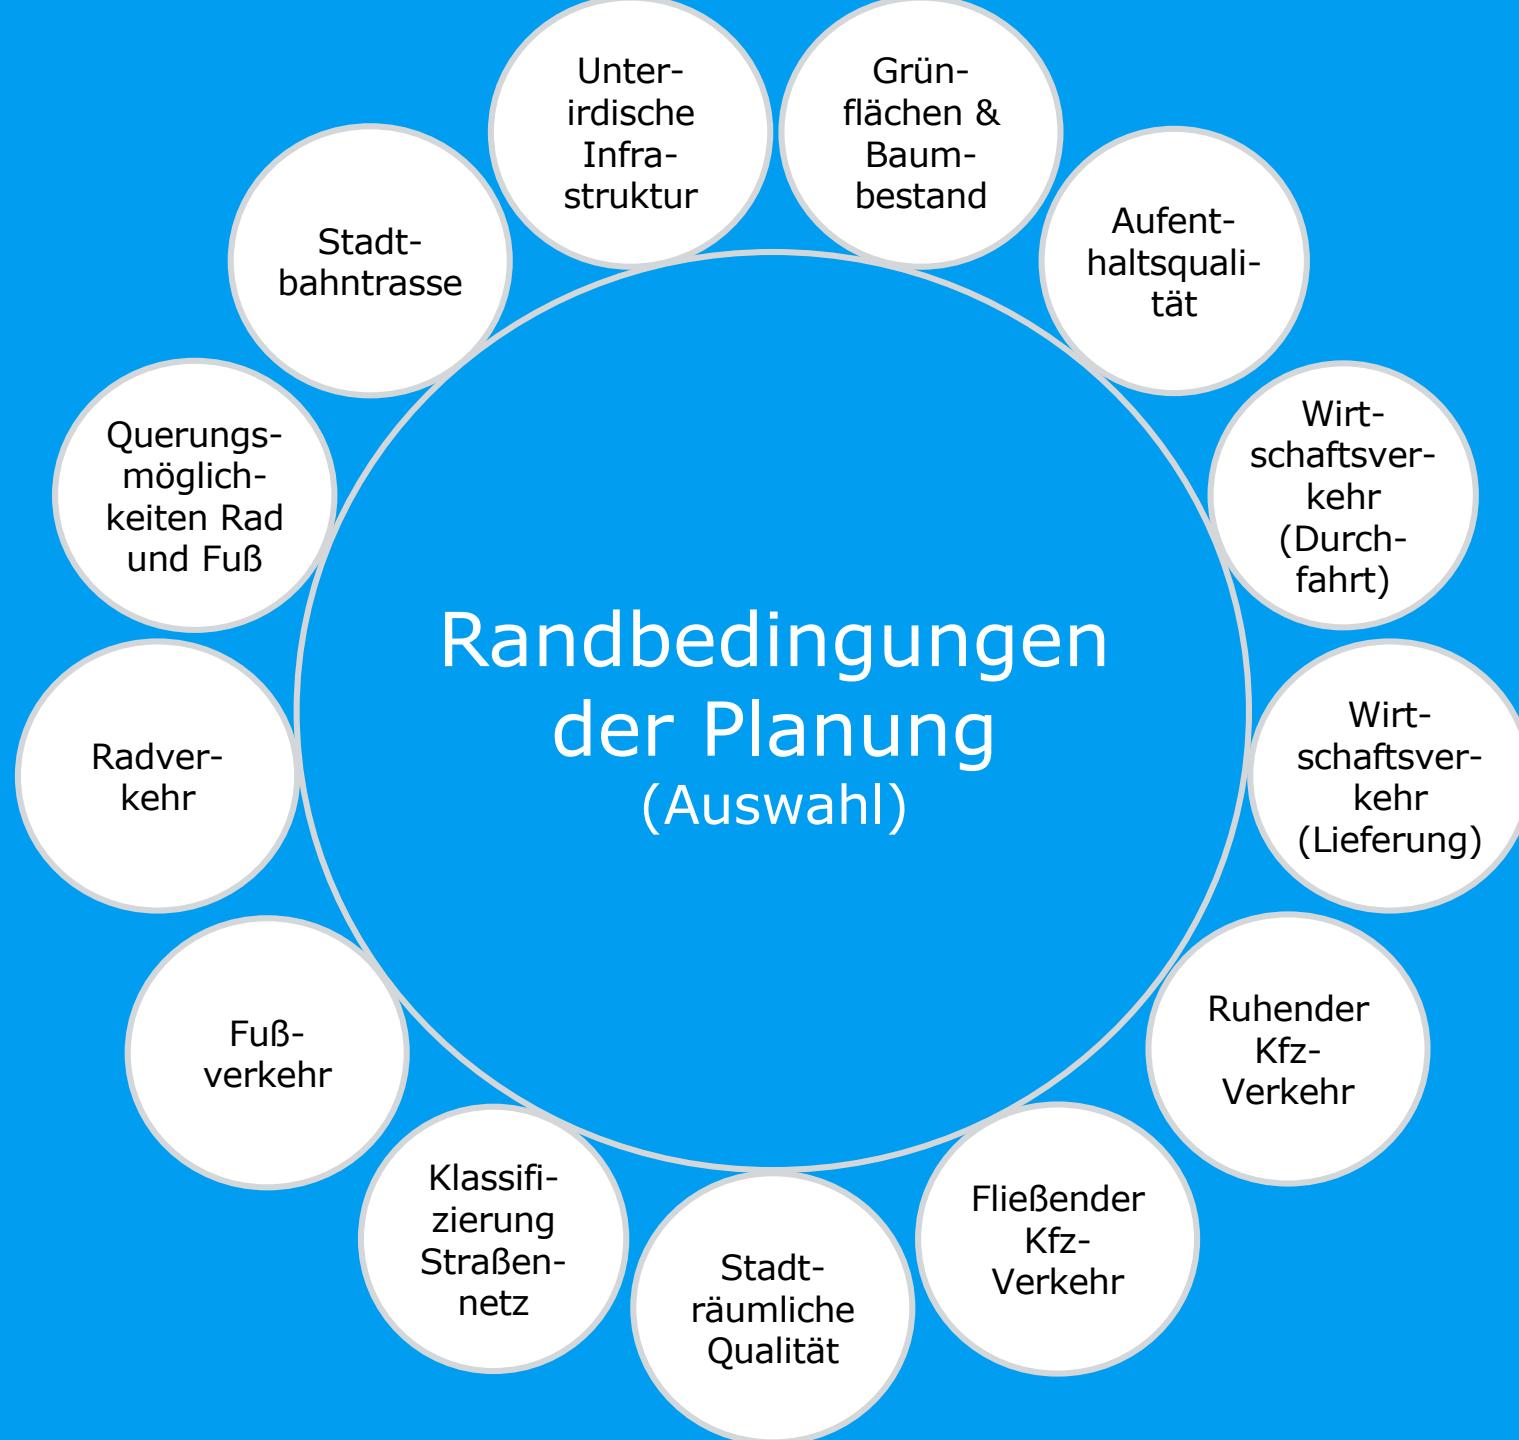 Unter-
irdische
Infra-
struktur
Grün-
flächen &
Baum-
bestand
Aufent-
haltsquali-
tät
Wirt-
schaftsver-
kehr
(Durch-
fahrt)
Wirt-
schaftsver-
kehr
(Lieferung)
Ruhender
Kfz-
Verkehr
Fließender
Kfz-
Verkehr
Stadt-
räumliche
Qualität
Klassifi-
zierung
Straßen-
netz
Fuß-
verkehr
Radver-
kehr
Querungs-
möglich-
keiten Rad
und Fuß
Stadt-
bahntrasse
Randbedingungen
der Planung
(Auswahl)